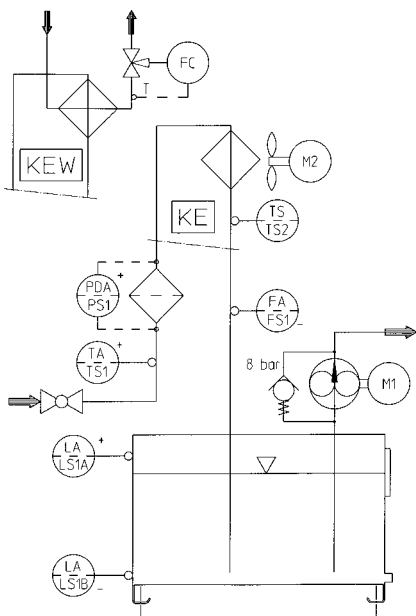 FC
T
KEW
M2
KE
TS
TS2
+
PDA
PS1
FA
FS1
-
+
TA
TS1
8 bar
M1
+
LA
LS1A
LA
LS1B
-